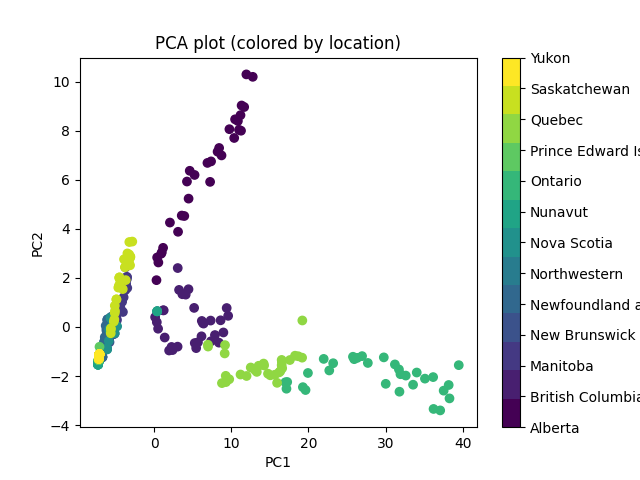 PCA plot (colored by location)
Yukon
Saskatchewan
Quebec
Prince Edward Is
Ontario
Nunavut
Nova Scotia
Northwestern
Newfoundland a
New Brunswick
Manitoba
British Columbia
Alberta
10
8
6
4
2
0
−2
−4
PC2
0 10 20 30 40
PC1